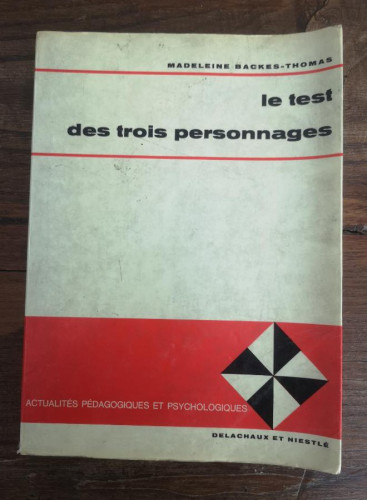 MADELEINE BACKES-THOMAS
le test
des trois personnages
ACTUALITÉS PÉDAGOGIQUES ET PSYCHOLOGIQUES
DELACHAUX ET NIESTLÉ